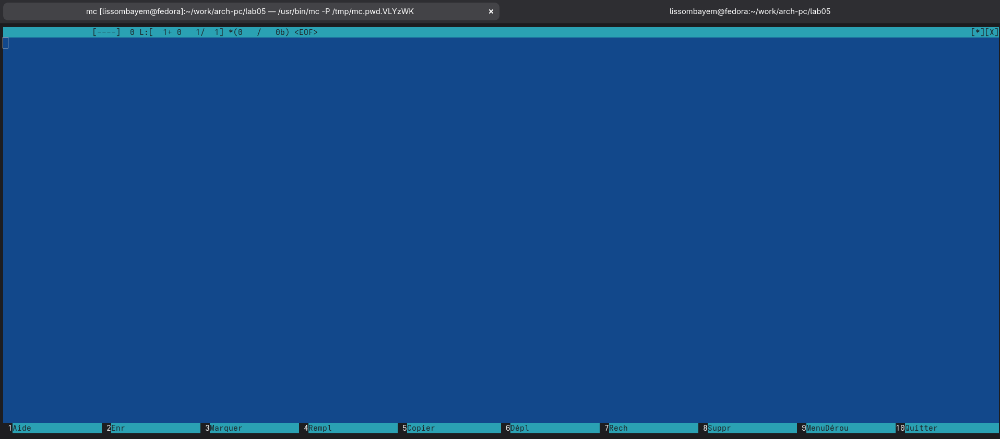 mc [lissombayem@fedora]:~/work/arch-pc/lab05 — /usr/bin/mc -P /tmp/mc.pwd.VLYzWK × lissombayem@fedora:~/work/arch-pc/lab05
[----]  0 L:[  1+ 0   1/  1] *(0   /   0b) <EOF> [*][X]
1Aide 2Enr 3Marquer 4Rempl 5Copier 6Dépl 7Rech 8Suppr 9MenuDérou 10Quitter